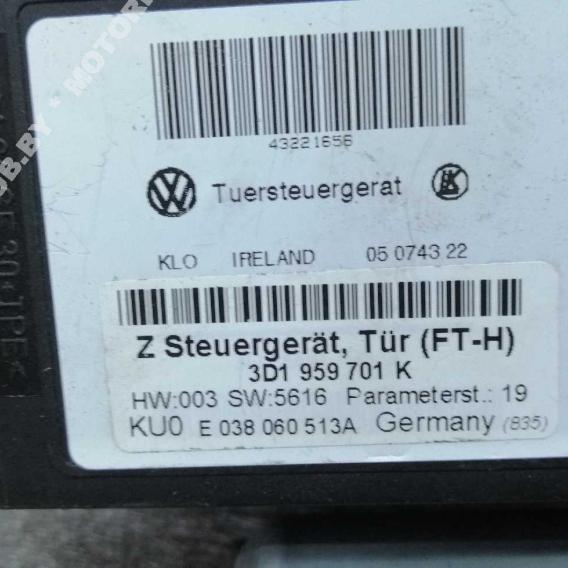 43221656
Tuersteuergerat
KLO IRELAND 05 0743 22
Z Steuergerät, Tür (FT-H)
3D1 959 701 K
HW:003 SW:5616 Parameterst.: 19
KU0 E 038 060 513A Germany (835)